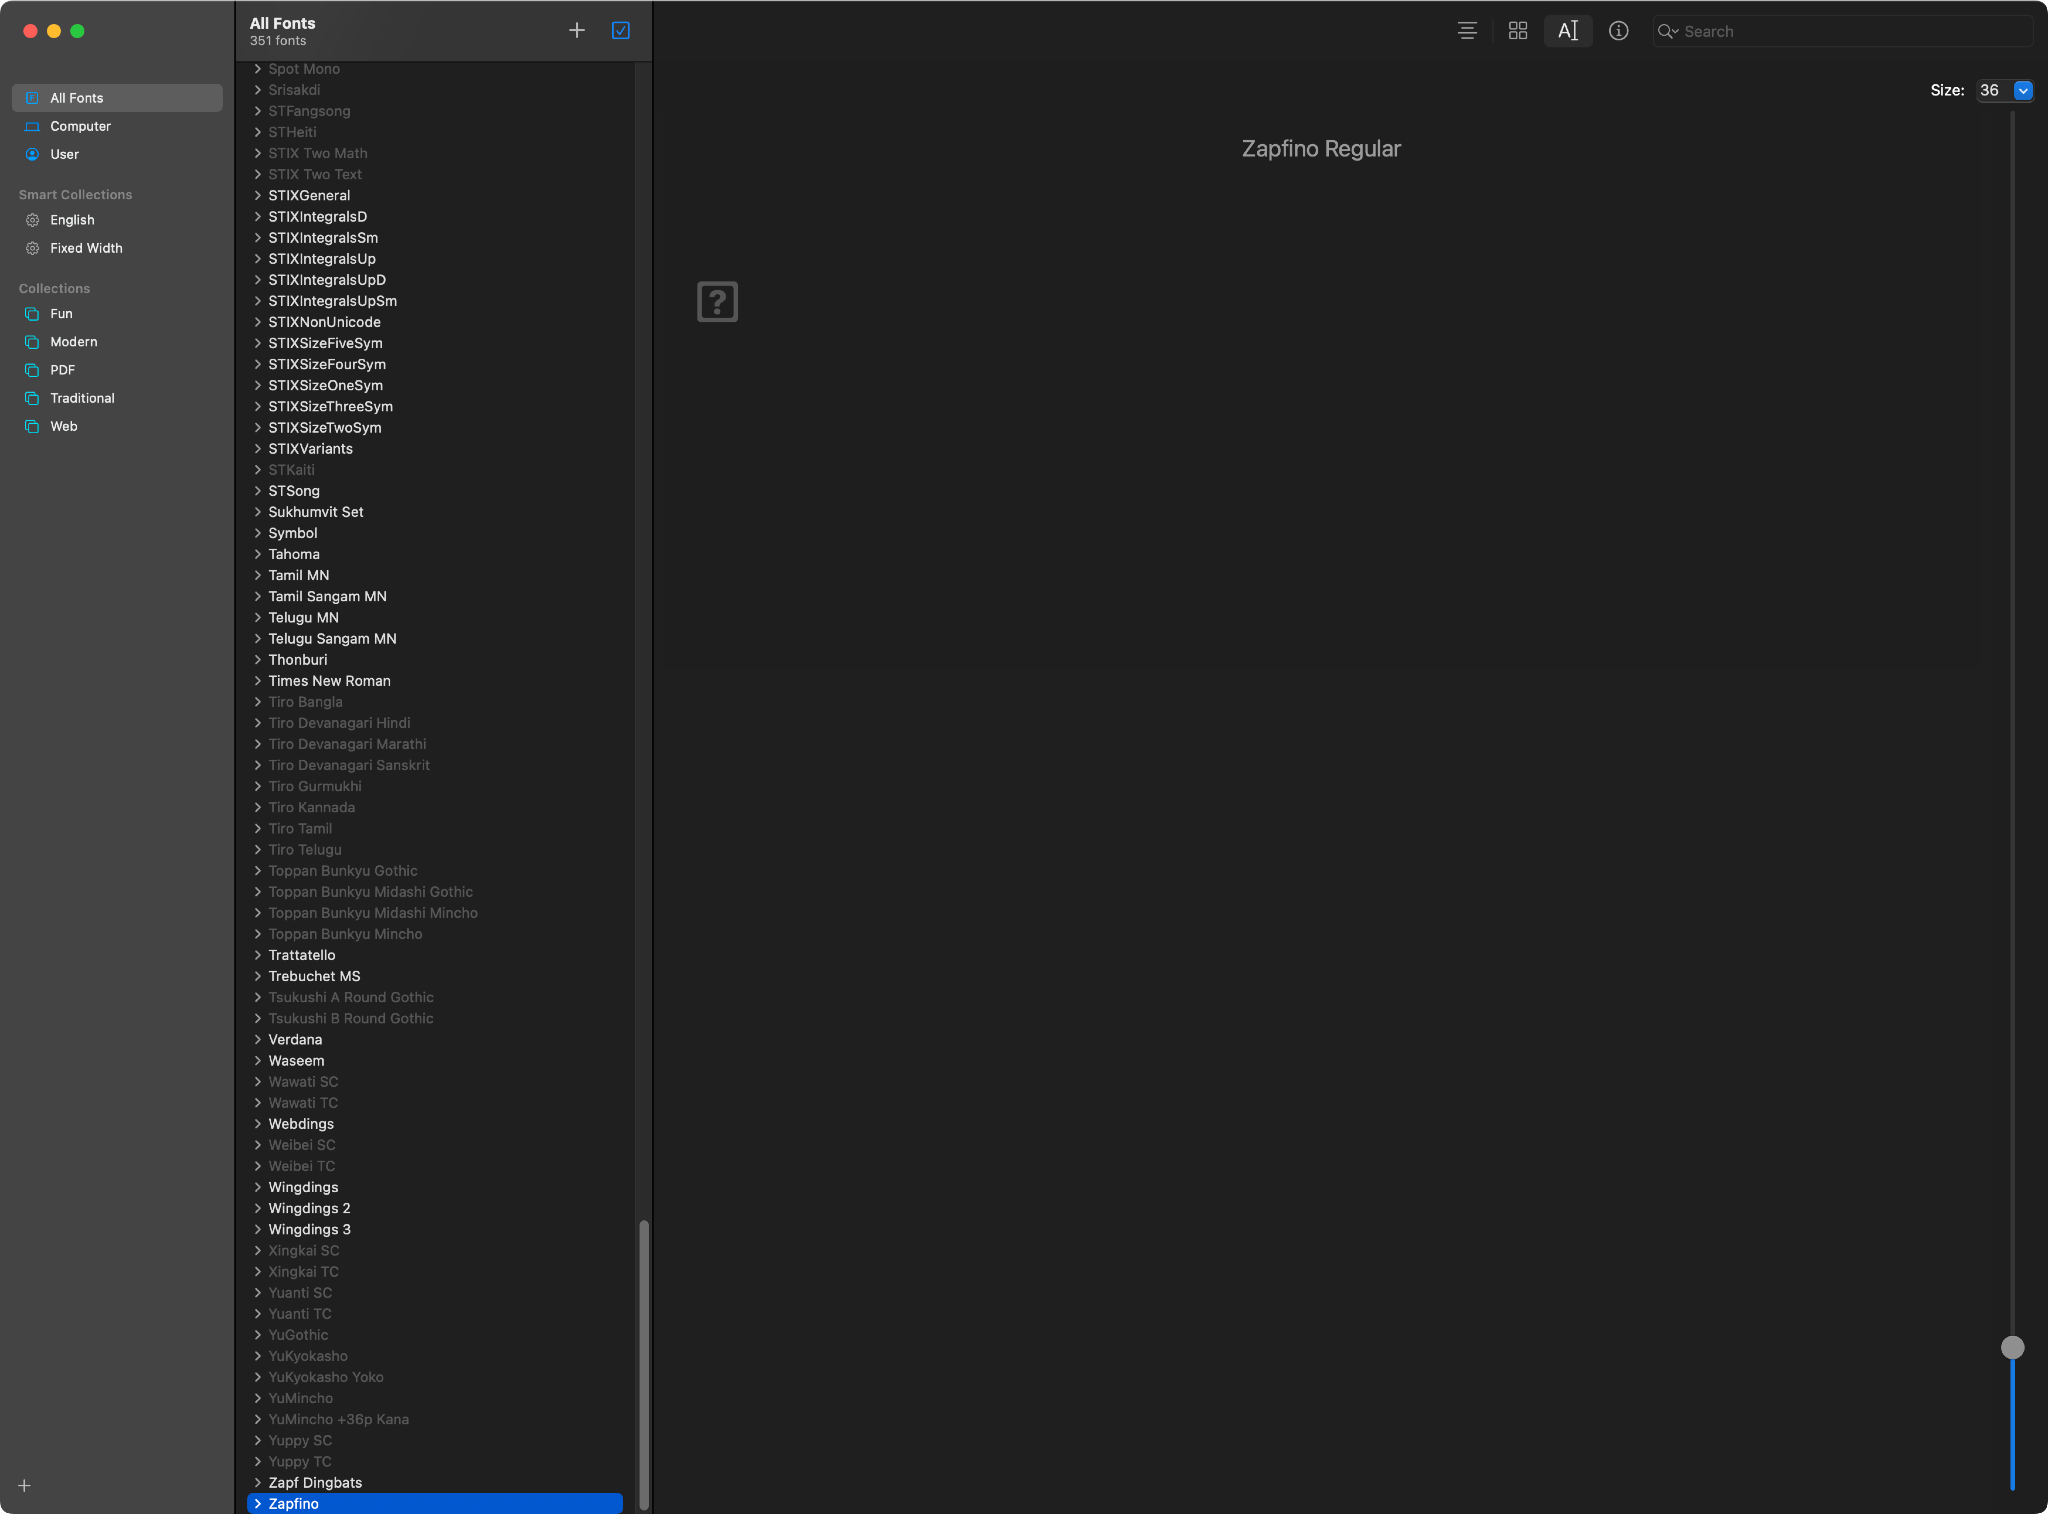 All Fonts
Computer
User
Smart Collections
English
Fixed Width
Collections
Fun
Modern
PDF
Traditional
Web
All Fonts
351 fonts
Spot Mono
Srisakdi
STFangsong
STHeiti
STIX Two Math
STIX Two Text
STIXGeneral
STIXIntegralsD
STIXIntegralsSm
STIXIntegralsUp
STIXIntegralsUpD
STIXIntegralsUpSm
STIXNonUnicode
STIXSizeFiveSym
STIXSizeFourSym
STIXSizeOneSym
STIXSizeThreeSym
STIXSizeTwoSym
STIXVariants
STKaiti
STSong
Sukhumvit Set
Symbol
Tahoma
Tamil MN
Tamil Sangam MN
Telugu MN
Telugu Sangam MN
Thonburi
Times New Roman
Tiro Bangla
Tiro Devanagari Hindi
Tiro Devanagari Marathi
Tiro Devanagari Sanskrit
Tiro Gurmukhi
Tiro Kannada
Tiro Tamil
Tiro Telugu
Toppan Bunkyu Gothic
Toppan Bunkyu Midashi Gothic
Toppan Bunkyu Midashi Mincho
Toppan Bunkyu Mincho
Trattatello
Trebuchet MS
Tsukushi A Round Gothic
Tsukushi B Round Gothic
Verdana
Waseem
Wawati SC
Wawati TC
Webdings
Weibei SC
Weibei TC
Wingdings
Wingdings 2
Wingdings 3
Xingkai SC
Xingkai TC
Yuanti SC
Yuanti TC
YuGothic
YuKyokasho
YuKyokasho Yoko
YuMincho
YuMincho +36p Kana
Yuppy SC
Yuppy TC
Zapf Dingbats
Zapfino
Search
Size: 36
Zapfino Regular
?